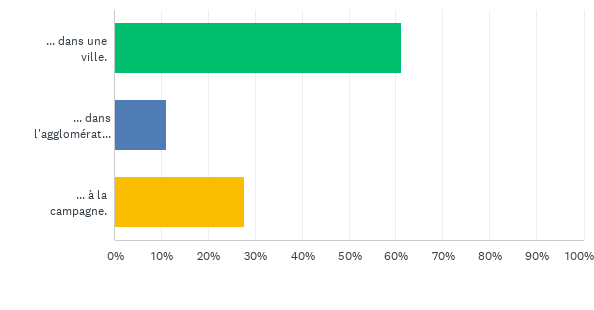 ... dans une
ville.
... dans
l'agglomérat...
... à la
campagne.
0% 10% 20% 30% 40% 50% 60% 70% 80% 90% 100%